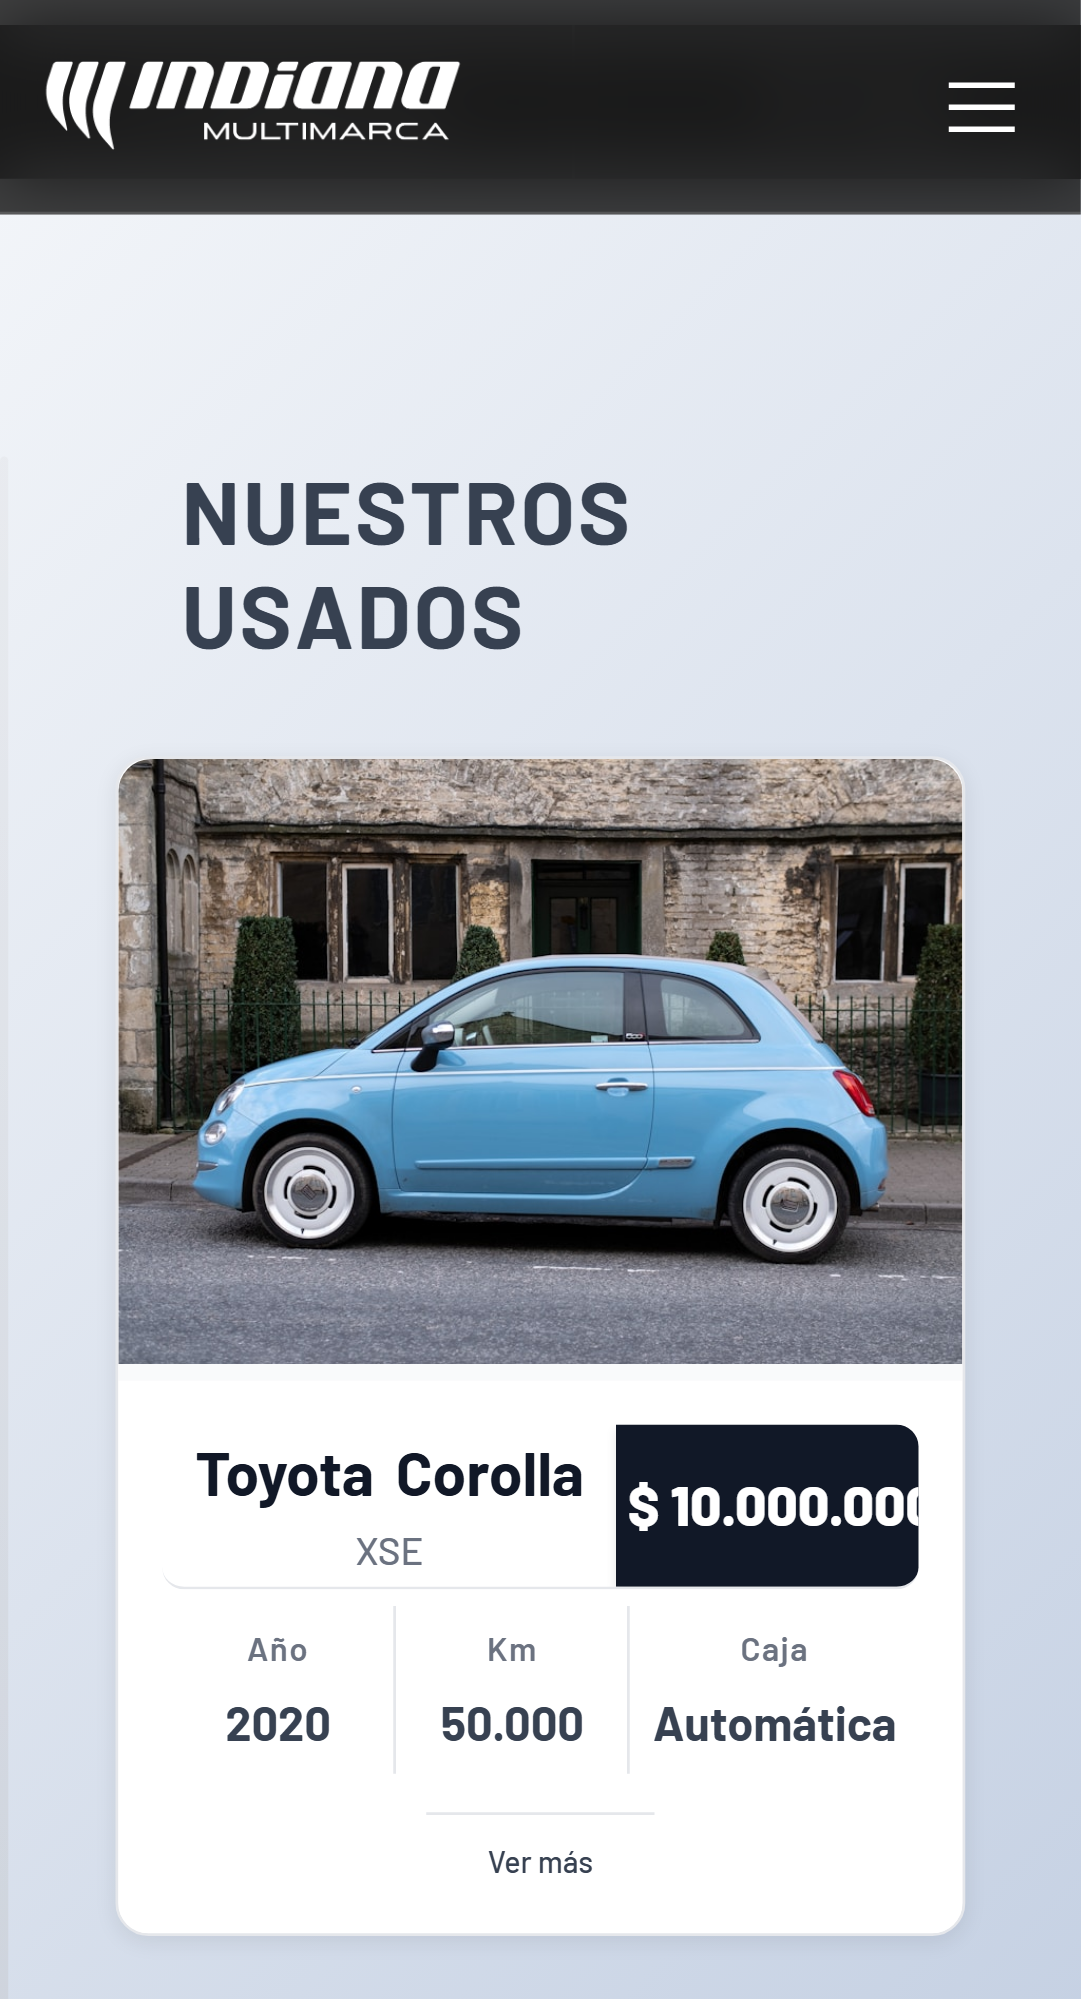 INDIANA
MULTIMARCA
NUESTROS
USADOS
Toyota Corolla
XSE
$ 10.000.000
Año
Km
Caja
2020
50.000
Automática
Ver más